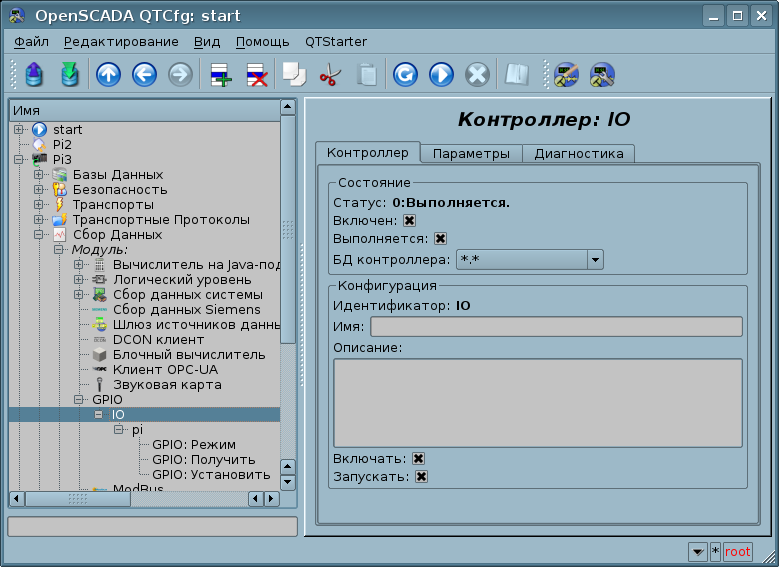 OpenSCADA QTCfg: start
Файл Редактирование Вид Помощь QTStarter
Имя
start
Pi2
Pi3
Базы Данных
Безопасность
Транспорты
Транспортные Протоколы
Сбор Данных
Модуль:
Вычислитель на Java-под
Логический уровень
Сбор данных системы
Сбор данных Siemens
Шлюз источников данны
DCON клиент
Блочный вычислитель
Клиент OPC-UA
Звуковая карта
GPIO
IO
pi
GPIO: Режим
GPIO: Получить
GPIO: Установить
ModBus
Контроллер: IO
Контроллер Параметры Диагностика
Состояние
Статус: 0:Выполняется.
Включен:
Выполняется:
БД контроллера: *.*
Конфигурация
Идентификатор: IO
Имя:
Описание:
Включать:
Запускать:
* root